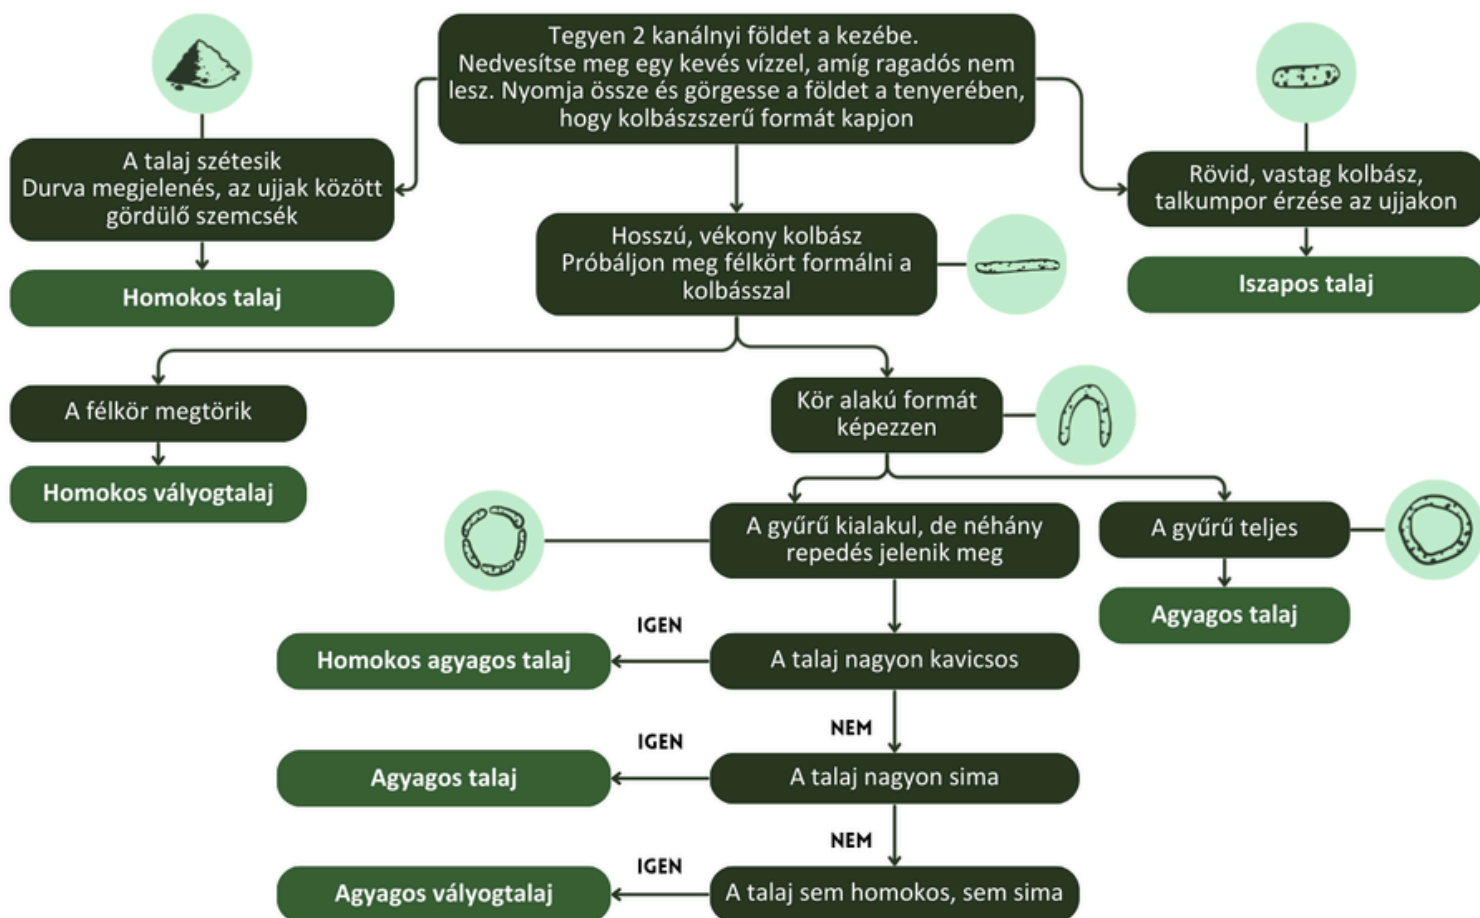 Tegyen 2 kanálnyi földet a kezébe.
Nedvesítse meg egy kevés vízzel, amíg ragadós nem
lesz. Nyomja össze és görgesse a földet a tenyerében,
hogy kolbászszerű formát kapjon
A talaj szétesik
Durva megjelenés, az ujjak között
gördülő szemcsék
Homokos talaj
Rövid, vastag kolbász,
talkumpor érzése az ujjakon
Iszapos talaj
Hosszú, vékony kolbász
Próbáljon meg félkört formálni a
kolbásszal
A félkör megtörik
Homokos vályogtalaj
Kör alakú formát
képezzen
A gyűrű kialakul, de néhány
repedés jelenik meg
A gyűrű teljes
Agyagos talaj
IGEN
Homokos agyagos talaj
A talaj nagyon kavicsos
NEM
IGEN
Agyagos talaj
A talaj nagyon sima
NEM
IGEN
Agyagos vályogtalaj
A talaj sem homokos, sem sima